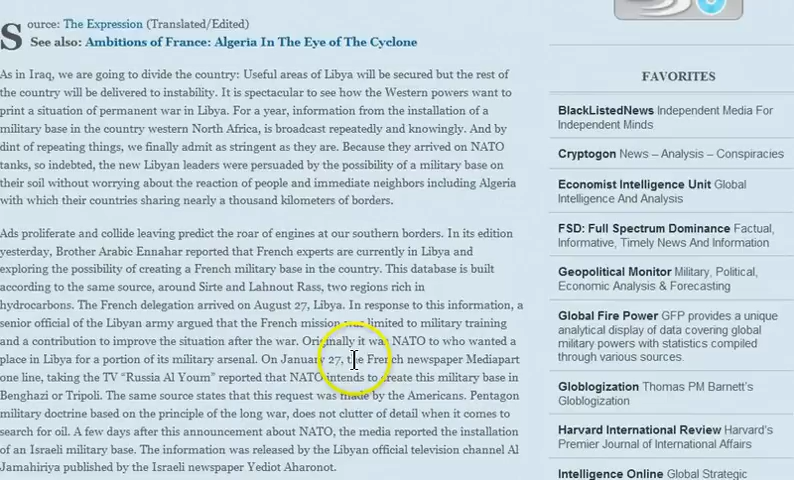 Source: The Expression (Translated/Edited)
See also: Ambitions of France: Algeria In The Eye of The Cyclone
As in Iraq, we are going to divide the country: Useful areas of Libya will be secured but the rest of
the country will be delivered to instability. It is spectacular to see how the Western powers want to
print a situation of permanent war in Libya. For a year, information from the installation of a
military base in the country western North Africa, is broadcast repeatedly and knowingly. And by
dint of repeating things, we finally admit as stringent as they are. Because they arrived on NATO
tanks, so indebted, the new Libyan leaders were persuaded by the possibility of a military base on
their soil without worrying about the reaction of people and immediate neighbors including Algeria
with which their countries sharing nearly a thousand kilometers of borders.
Ads proliferate and collide leaving predict the roar of engines at our southern borders. In its edition
yesterday, Brother Arabic Ennahar reported that French experts are currently in Libya and
exploring the possibility of creating a French military base in the country. This database is built
according to the same source, around Sirte and Lahnout Rass, two regions rich in
hydrocarbons. The French delegation arrived on August 27, Libya. In response to this information, a
senior official of the Libyan army argued that the French mission was limited to military training
and a contribution to improve the situation after the war. Originally it was NATO to who wanted a
place in Libya for a portion of its military arsenal. On January 27, the French newspaper Mediapart
one line, taking the TV “Russia Al Youm” reported that NATO intends to create this military base in
Benghazi or Tripoli. The same source states that this request was made by the Americans. Pentagon
military doctrine based on the principle of the long war, does not clutter of detail when it comes to
search for oil. A few days after this announcement about NATO, the media reported the installation
of an Israeli military base. The information was released by the Libyan official television channel Al
Jamahiriya published by the Israeli newspaper Yediot Aharonot.
FAVORITES
BlackListedNews Independent Media For
Independent Minds
Cryptogon News – Analysis – Conspiracies
Economist Intelligence Unit Global
Intelligence And Analysis
FSD: Full Spectrum Dominance Factual,
Informative, Timely News And Information
Geopolitical Monitor Military, Political,
Economic Analysis & Forecasting
Global Fire Power GFP provides a unique
analytical display of data covering global
military powers with statistics compiled
through various sources.
Globlogization Thomas PM Barnett's
Globlogization
Harvard International Review Harvard's
Premier Journal of International Affairs
Intelligence Online Global Strategic